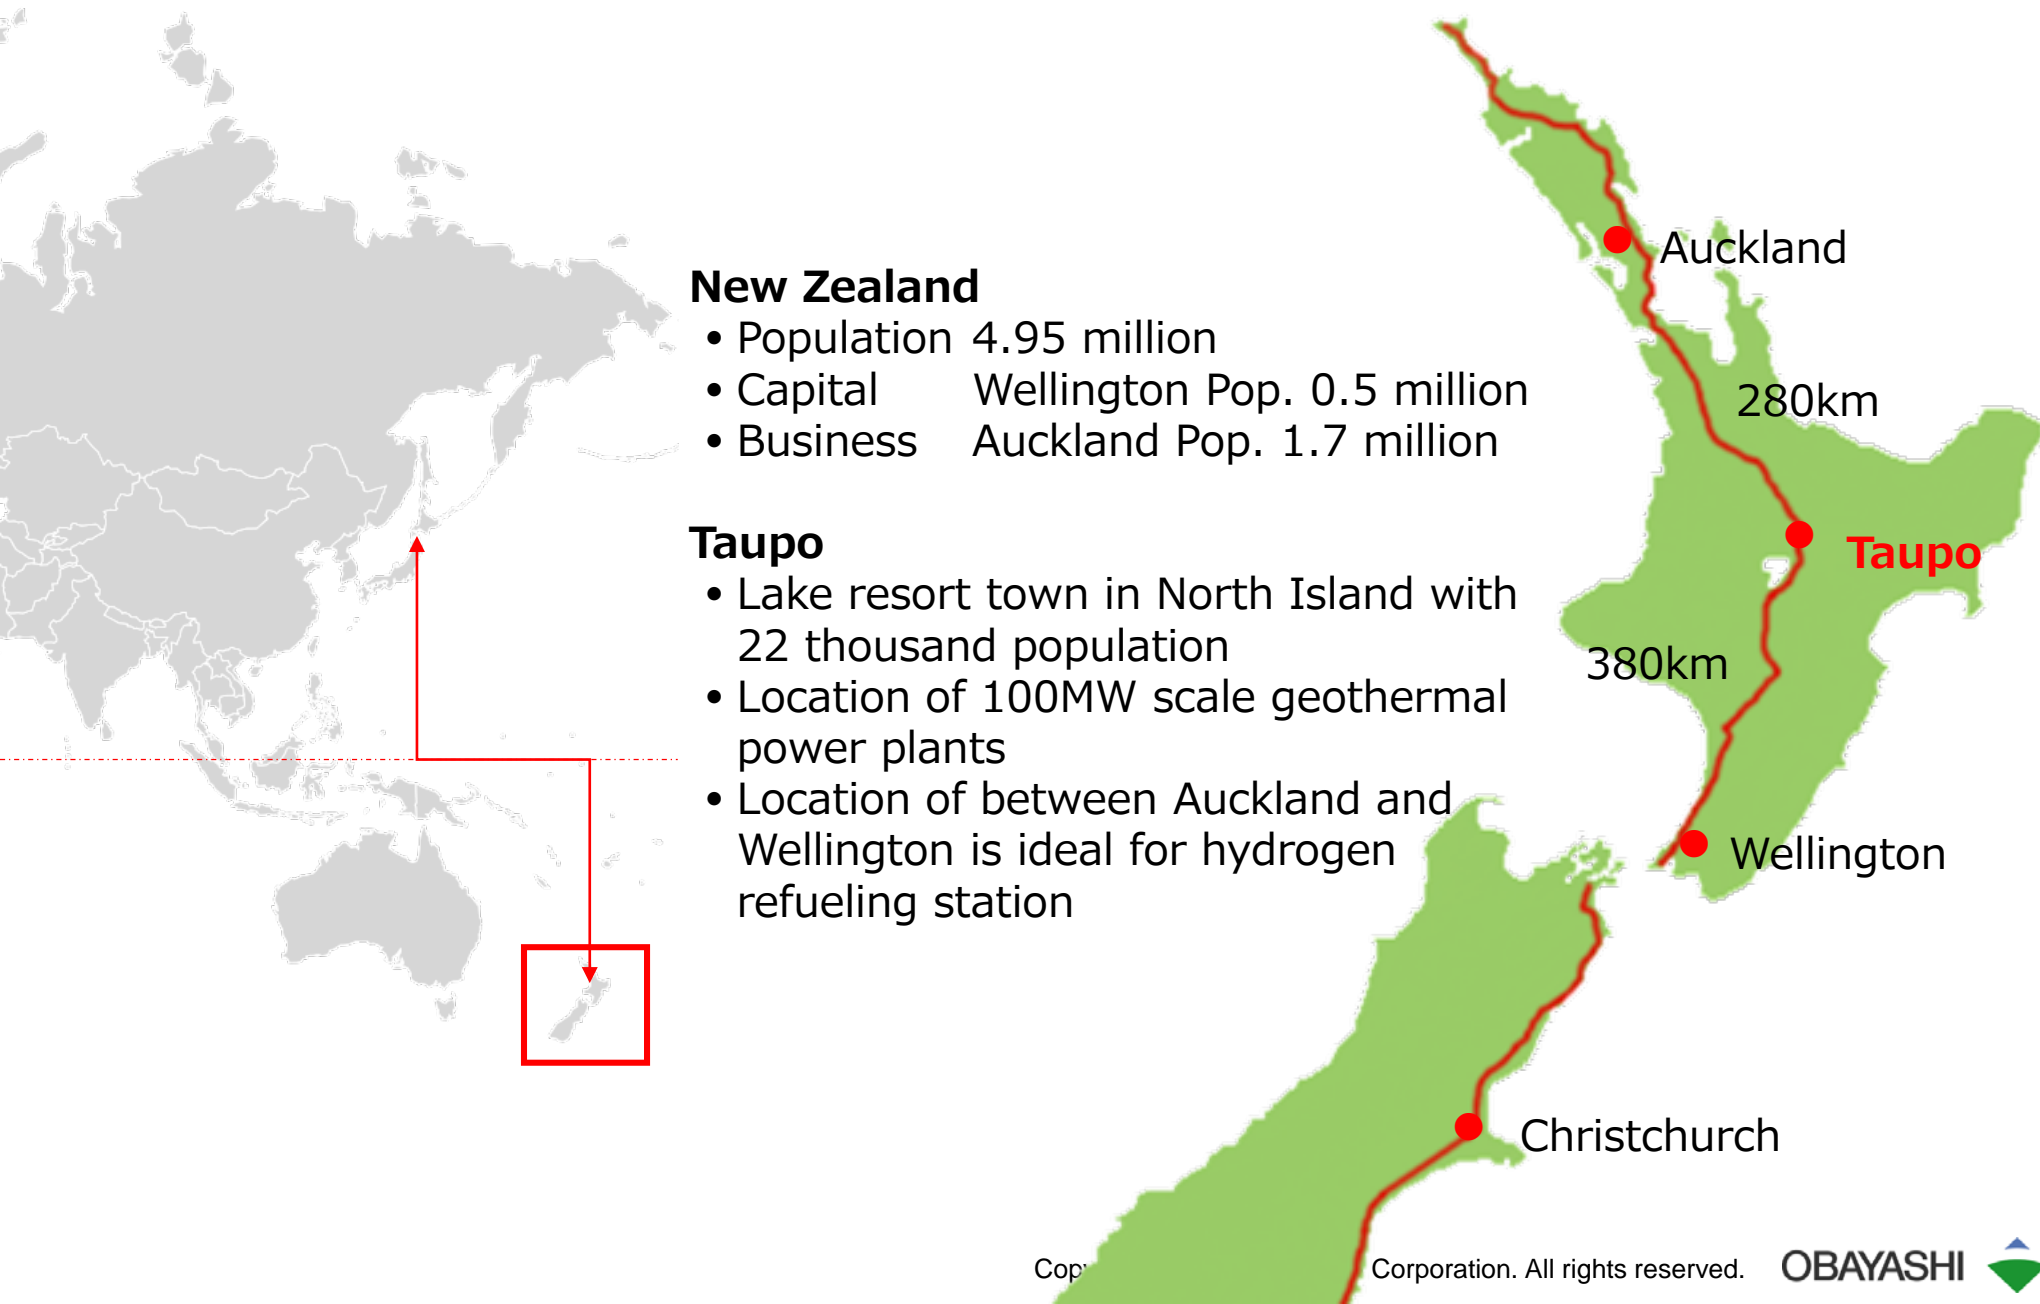 New Zealand
• Population 4.95 million
• Capital Wellington Pop. 0.5 million
• Business Auckland Pop. 1.7 million
Taupo
• Lake resort town in North Island with
22 thousand population
• Location of 100MW scale geothermal
power plants
• Location of between Auckland and
Wellington is ideal for hydrogen
refueling station
Auckland
280km
Taupo
380km
Wellington
Christchurch
Corporation. All rights reserved.
OBAYASHI